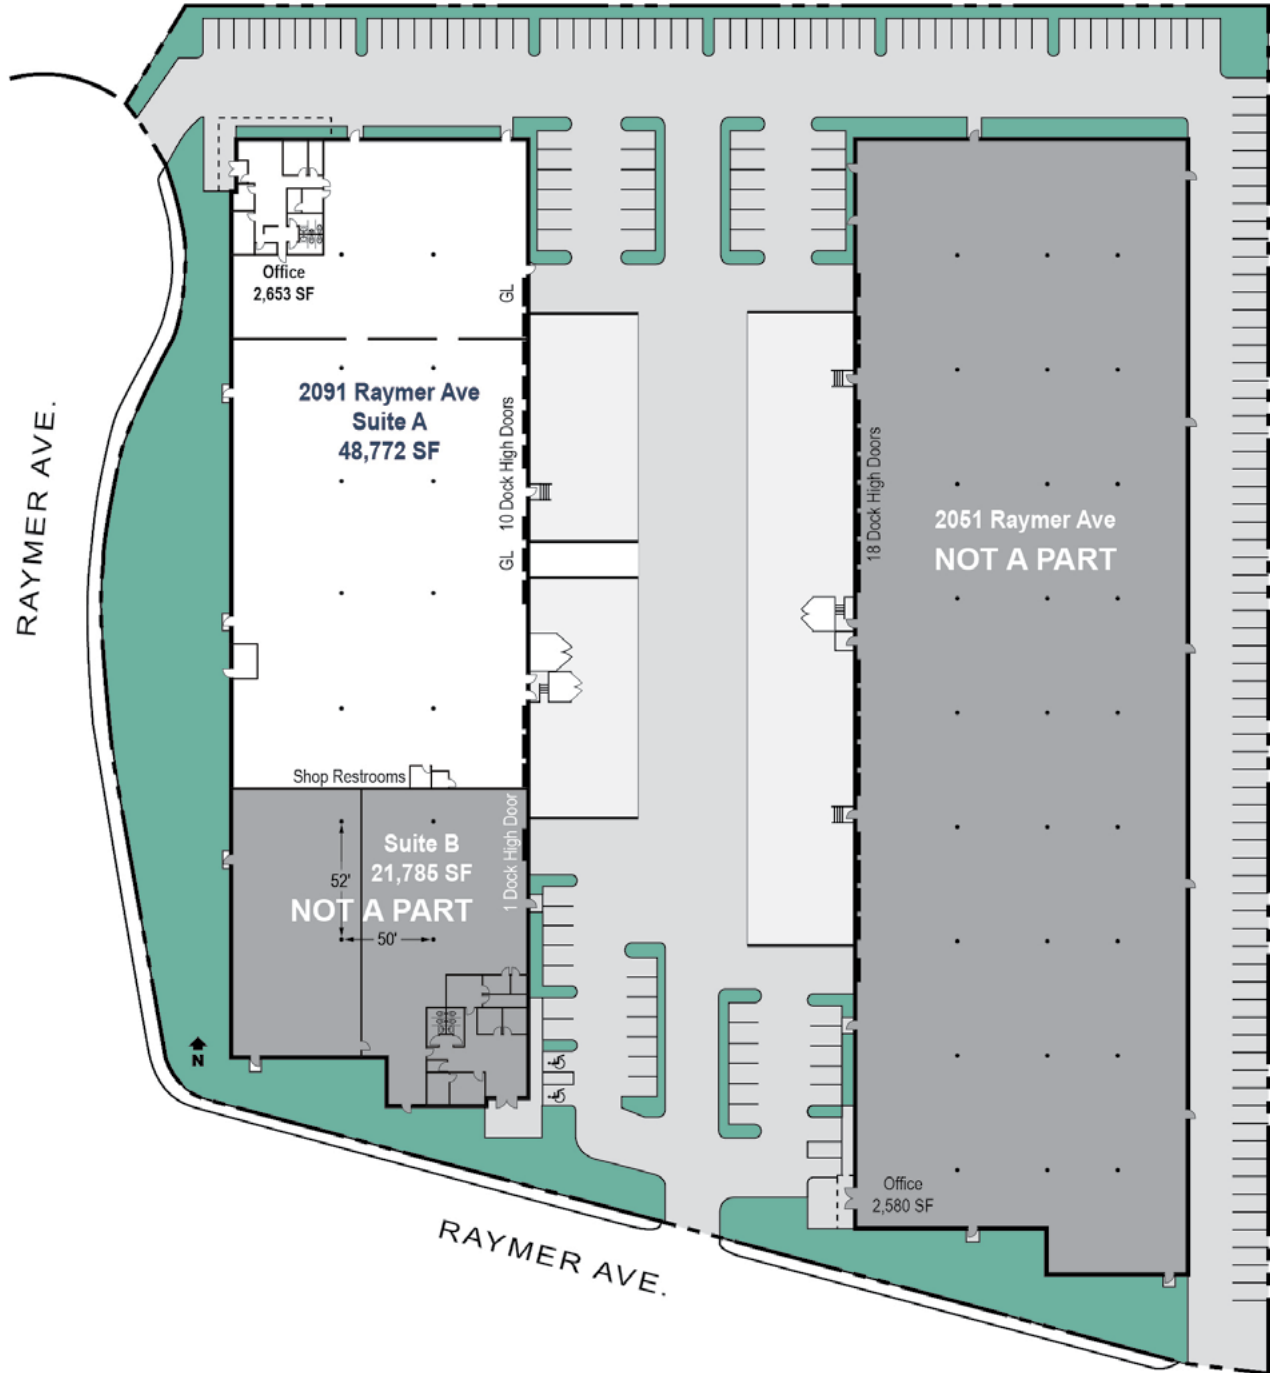 Office
2,653 SF
GL
2091 Raymer Ave
Suite A
48,772 SF
10 Dock High Doors
GL
RAYMER AVE.
18 Dock High Doors
2051 Raymer Ave
NOT A PART
Shop Restrooms
Suite B
21,785 SF
NOT A PART
1 Dock High Door
52'
50'
N
Office
2,580 SF
RAYMER AVE.